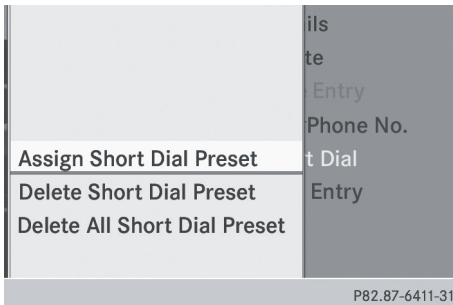 ils
te
Entry
Phone No.
Assign Short Dial Preset
t Dial
Delete Short Dial Preset
Entry
Delete All Short Dial Preset
P82.87-6411-31